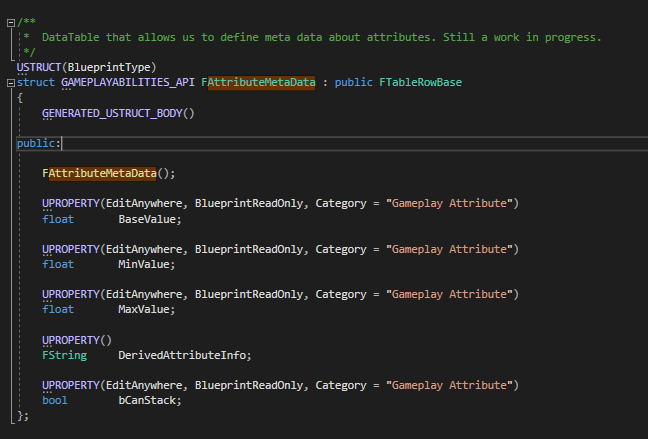 /**
 *  DataTable that allows us to define meta data about attributes. Still a work in progress.
 */
USTRUCT(BlueprintType)
struct GAMEPLAYABILITIES_API FAttributeMetaData : public FTableRowBase
{
    GENERATED_USTRUCT_BODY()
public:
    FAttributeMetaData();
    UPROPERTY(EditAnywhere, BlueprintReadOnly, Category = "Gameplay Attribute")
    float       BaseValue;
    UPROPERTY(EditAnywhere, BlueprintReadOnly, Category = "Gameplay Attribute")
    float       MinValue;
    UPROPERTY(EditAnywhere, BlueprintReadOnly, Category = "Gameplay Attribute")
    float       MaxValue;
    UPROPERTY()
    FString     DerivedAttributeInfo;
    UPROPERTY(EditAnywhere, BlueprintReadOnly, Category = "Gameplay Attribute")
    bool        bCanStack;
};